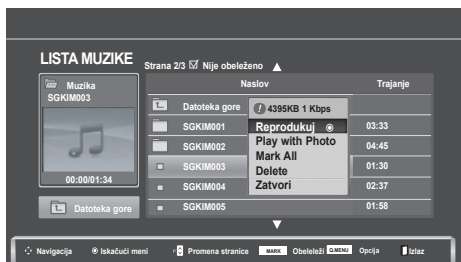 LISTA MUZIKE
Strana 2/3 Nije obeleženo
Muzika
SGKIM003
00:00/01:34
Datoteka gore
Naslov Trajanje
Datoteka gore
SGKIM001 03:33
SGKIM002 04:45
SGKIM003 01:30
SGKIM004 02:37
SGKIM005 01:58
4395KB 1 Kbps
Reprodukuj
Play with Photo
Mark All
Delete
Zatvori
Navigacija Iskačući meni Promena stranice MARK Obeleleži Q.MENU Opcija Izlaz